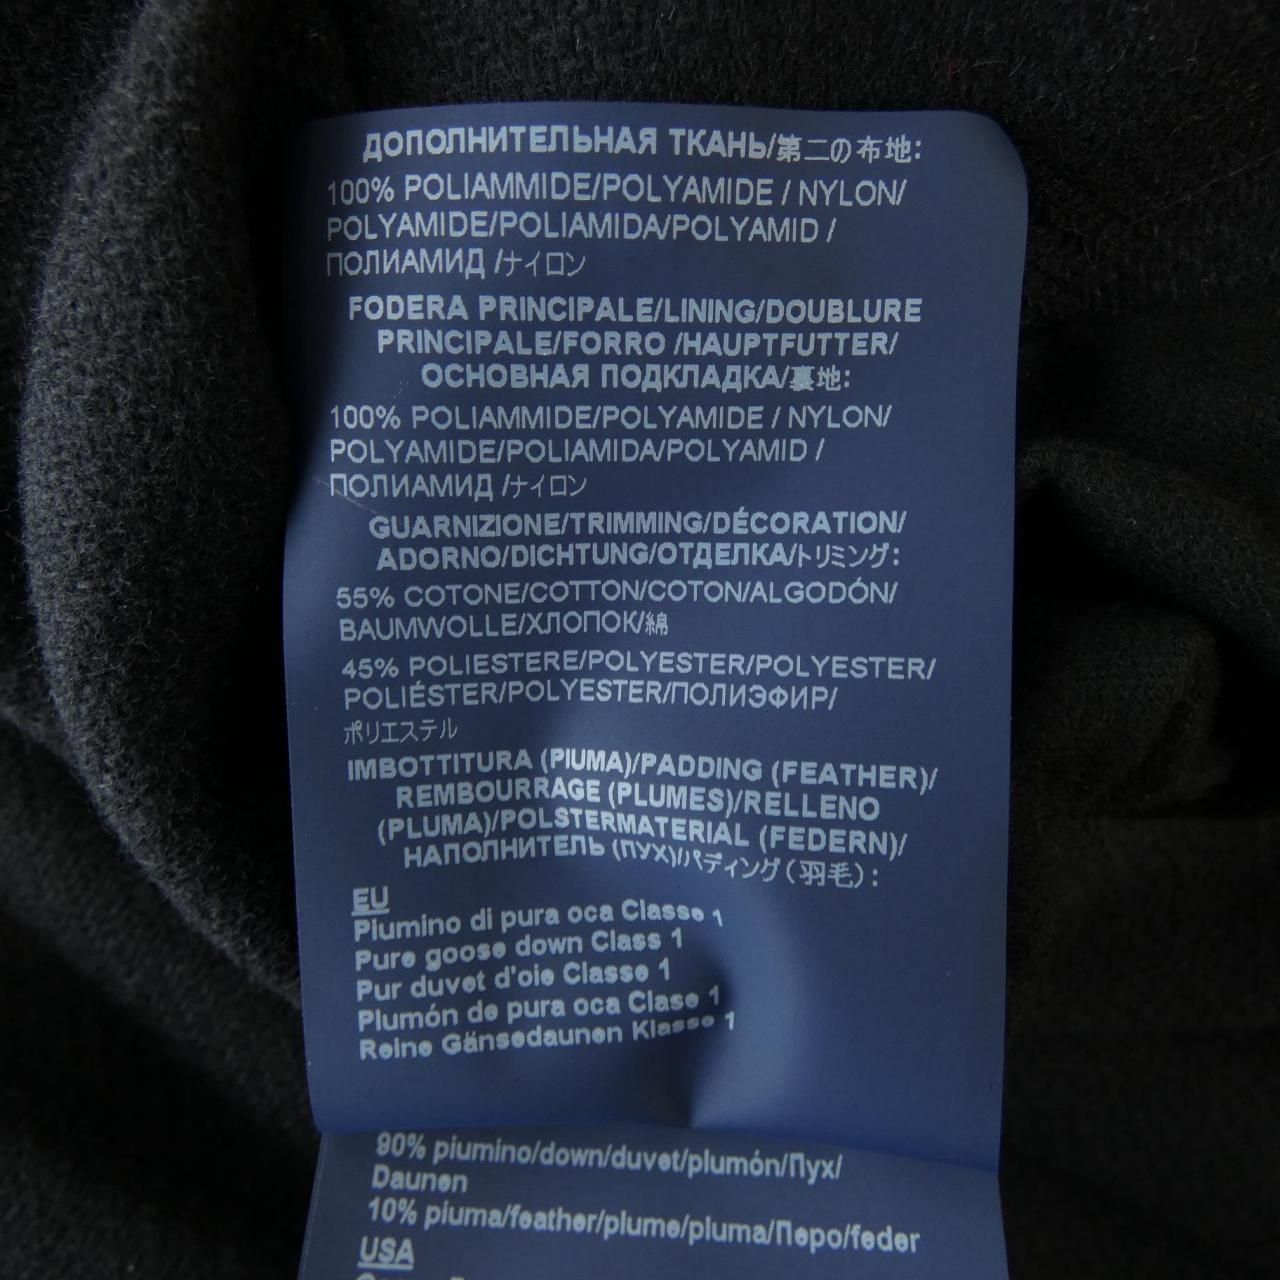 ДОПОЛНИТЕЛЬНАЯ ТКАНЬ/第二の布地:
100% POLIAMMIDE/POLYAMIDE / NYLON/
POLYAMIDE/POLIAMIDA/POLYAMID /
ПОЛИАМИД /ナイロン
FODERA PRINCIPALE/LINING/DOUBLURE
PRINCIPALE/FORRO /HAUPTFUTTER/
ОСНОВНАЯ ПОДКЛАДКА/裏地:
100% POLIAMMIDE/POLYAMIDE / NYLON/
POLYAMIDE/POLIAMIDA/POLYAMID /
ПОЛИАМИД /ナイロン
GUARNIZIONE/TRIMMING/DÉCORATION/
ADORNO/DICHTUNG/ОТДЕЛКА/トリミング:
55% COTONE/COTTON/COTON/ALGODÓN/
BAUMWOLLE/ХЛОПОК/綿
45% POLIESTERE/POLYESTER/POLYESTER/
POLIÉSTER/POLYESTER/ПОЛИЭФИР/
ポリエステル
IMBOTTITURA (PIUMA)/PADDING (FEATHER)/
REMBOURRAGE (PLUMES)/RELLENO
(PLUMA)/POLSTERMATERIAL (FEDERN)/
НАПОЛНИТЕЛЬ (ПУХ)/パディング(羽毛):
EU
Piumino di pura oca Classe 1
Pure goose down Class 1
Pur duvet d'oie Classe 1
Plumón de pura oca Clase 1
Reine Gänsedaunen Klasse 1
90% piumino/down/duvet/plumón/Пух/
Daunen
10% piuma/feather/plume/pluma/Перо/feder
USA